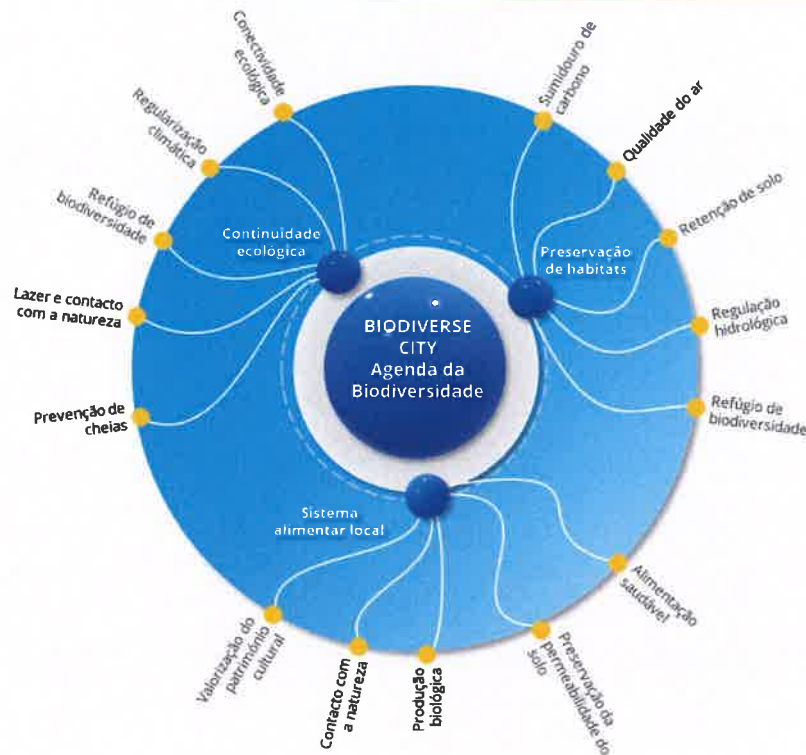 Conectividade
ecológica
Regularização
climática
Refúgio de
biodiversidade
Lazer e contacto
com a natureza
Prevenção de
cheias
Continuidade
ecológica
Sumidouro de
carbono
Qualidade do ar
Retenção de solo
Regulação
hidrológica
Refúgio de
biodiversidade
Preservação
de habitats
BIODIVERSE
CITY
Agenda da
Biodiversidade
Sistema
alimentar local
Valorização do
património
cultural
Contacto com
a natureza
Produção
biológica
Preservação da
permeabilidade do
solo
Alimentação
saudável